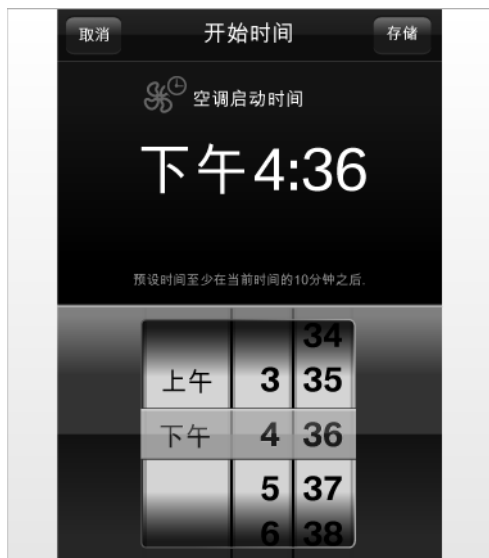 取消 开始时间 存储
空调启动时间
下午4:36
预设时间至少在当前时间的10分钟之后.
34
上午 3 35
下午 4 36
5 37
6 38